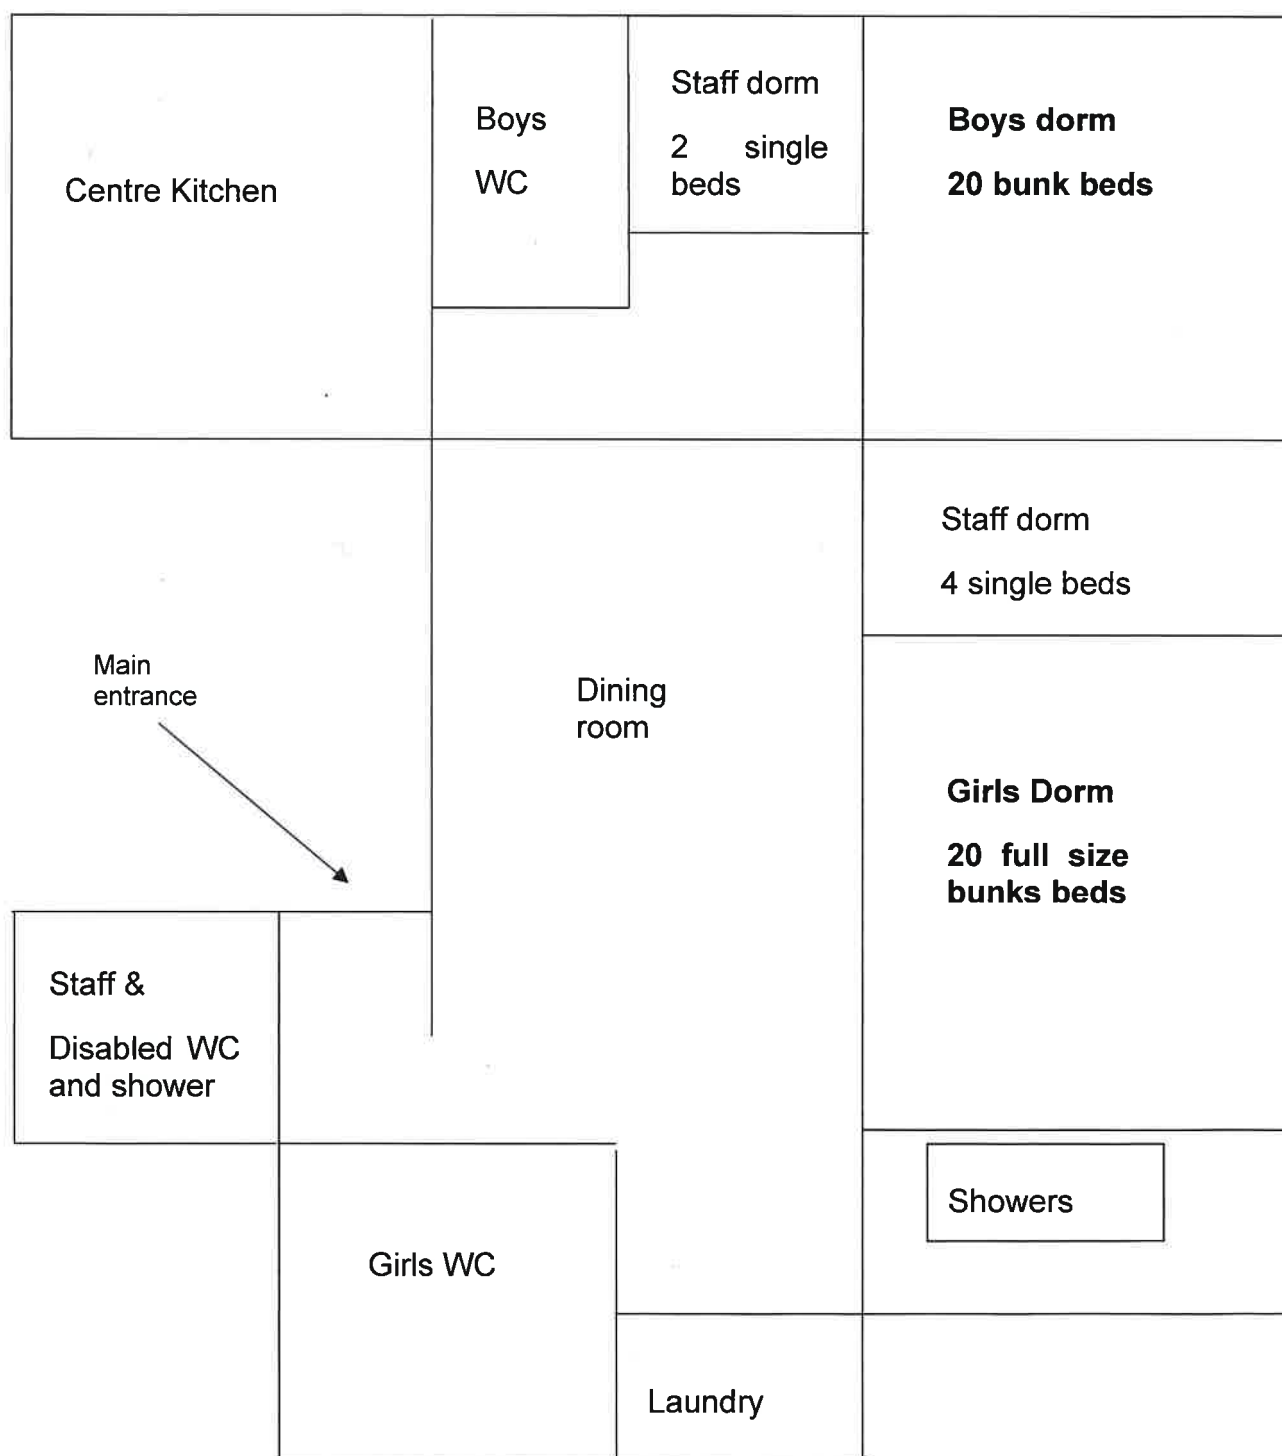 Centre Kitchen
Boys
WC
Staff dorm
2 single
beds
Boys dorm
20 bunk beds
Staff dorm
4 single beds
Main
entrance
Dining
room
Girls Dorm
20 full size
bunks beds
Staff &
Disabled WC
and shower
Showers
Girls WC
Laundry